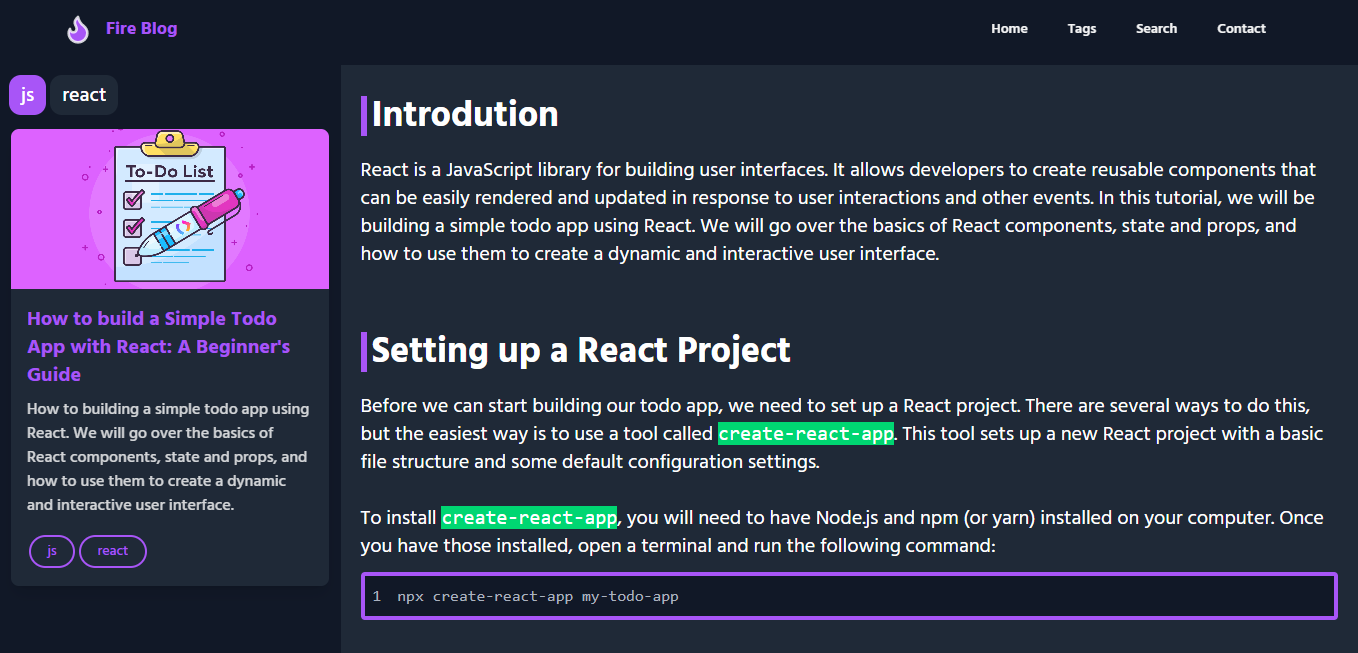 Fire Blog
Home
Tags
Search
Contact
js
react
To-Do List
How to build a Simple Todo
App with React: A Beginner's
Guide
How to building a simple todo app using
React. We will go over the basics of
React components, state and props, and
how to use them to create a dynamic
and interactive user interface.
js
react
Introdution
React is a JavaScript library for building user interfaces. It allows developers to create reusable components that
can be easily rendered and updated in response to user interactions and other events. In this tutorial, we will be
building a simple todo app using React. We will go over the basics of React components, state and props, and
how to use them to create a dynamic and interactive user interface.
Setting up a React Project
Before we can start building our todo app, we need to set up a React project. There are several ways to do this,
but the easiest way is to use a tool called create-react-app. This tool sets up a new React project with a basic
file structure and some default configuration settings.
To install create-react-app, you will need to have Node.js and npm (or yarn) installed on your computer. Once
you have those installed, open a terminal and run the following command:
1 npx create-react-app my-todo-app